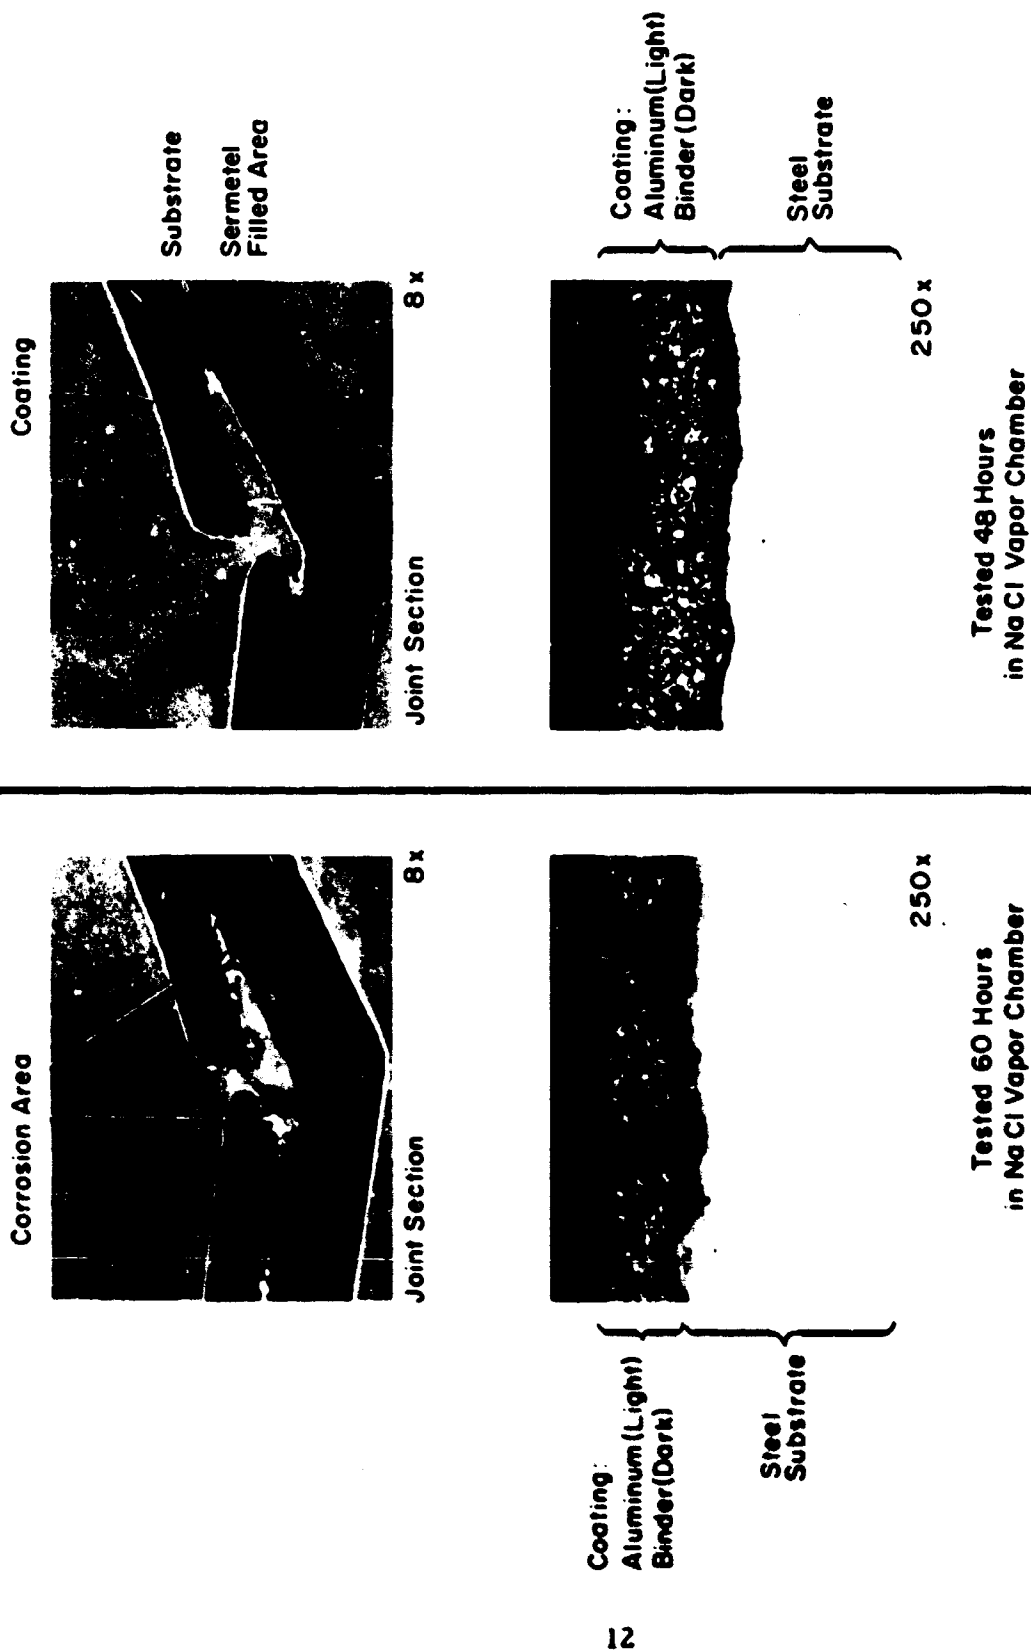 Corrosion Area
Joint Section
8x
Coating:
Aluminum(Light)
Binder(Dark)
Steel
Substrate
250x
Tested 60 Hours
in NaCl Vapor Chamber
Coating
Substrate
Sermetel
Filled Area
Joint Section
8x
Coating:
Aluminum(Light)
Binder(Dark)
Steel
Substrate
250x
Tested 48 Hours
in NaCl Vapor Chamber
12